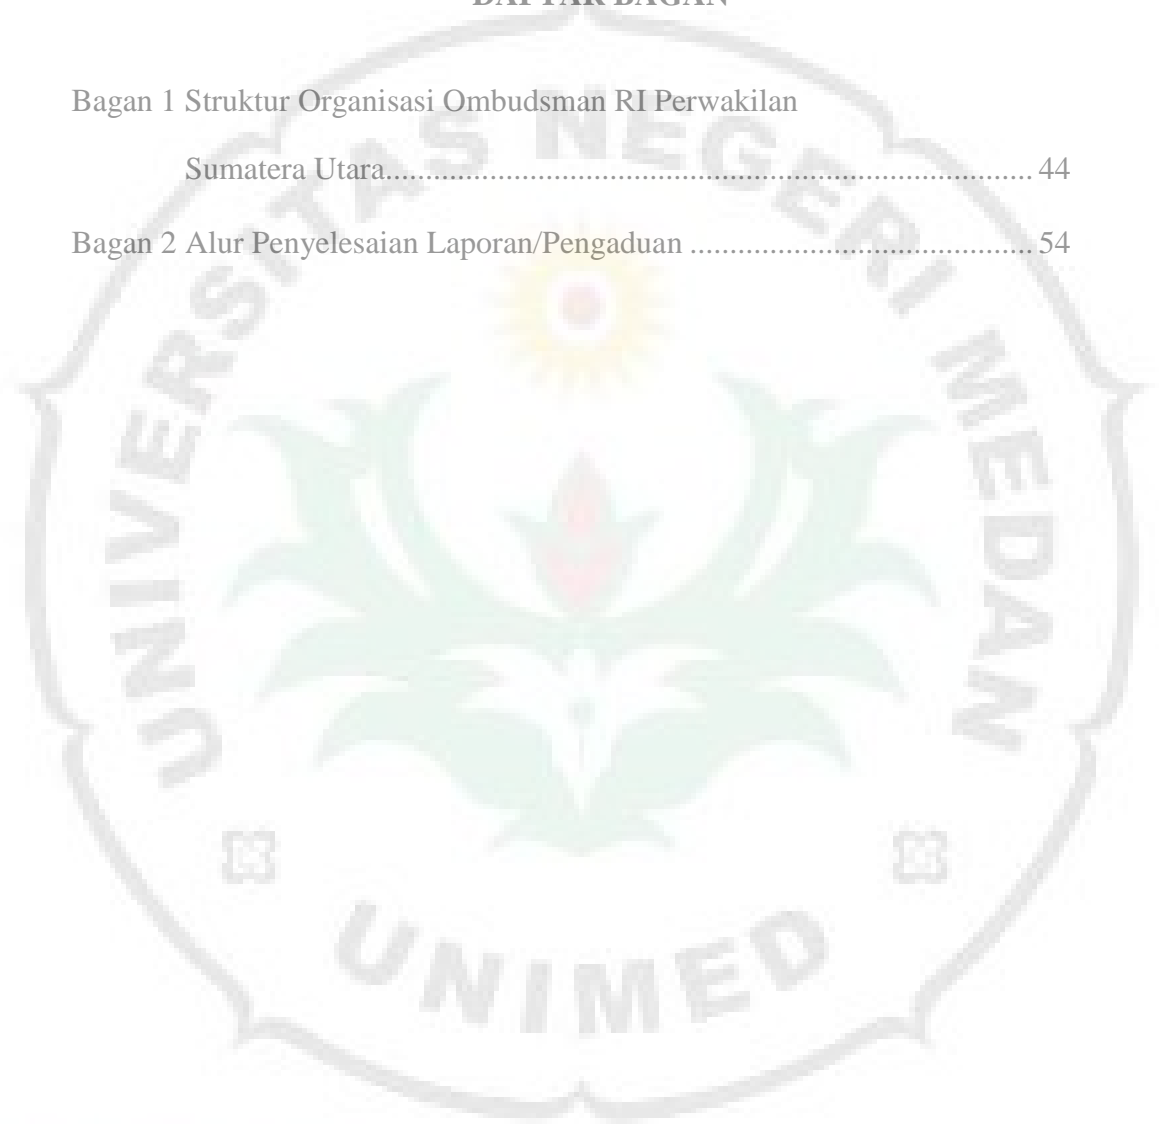 DAFTAR BAGAN
Bagan 1 Struktur Organisasi Ombudsman RI Perwakilan
Sumatera Utara................................................................................. 44
Bagan 2 Alur Penyelesaian Laporan/Pengaduan ........................................... 54
UNIVERSITAS NEGERI MEDAN
UNIMED